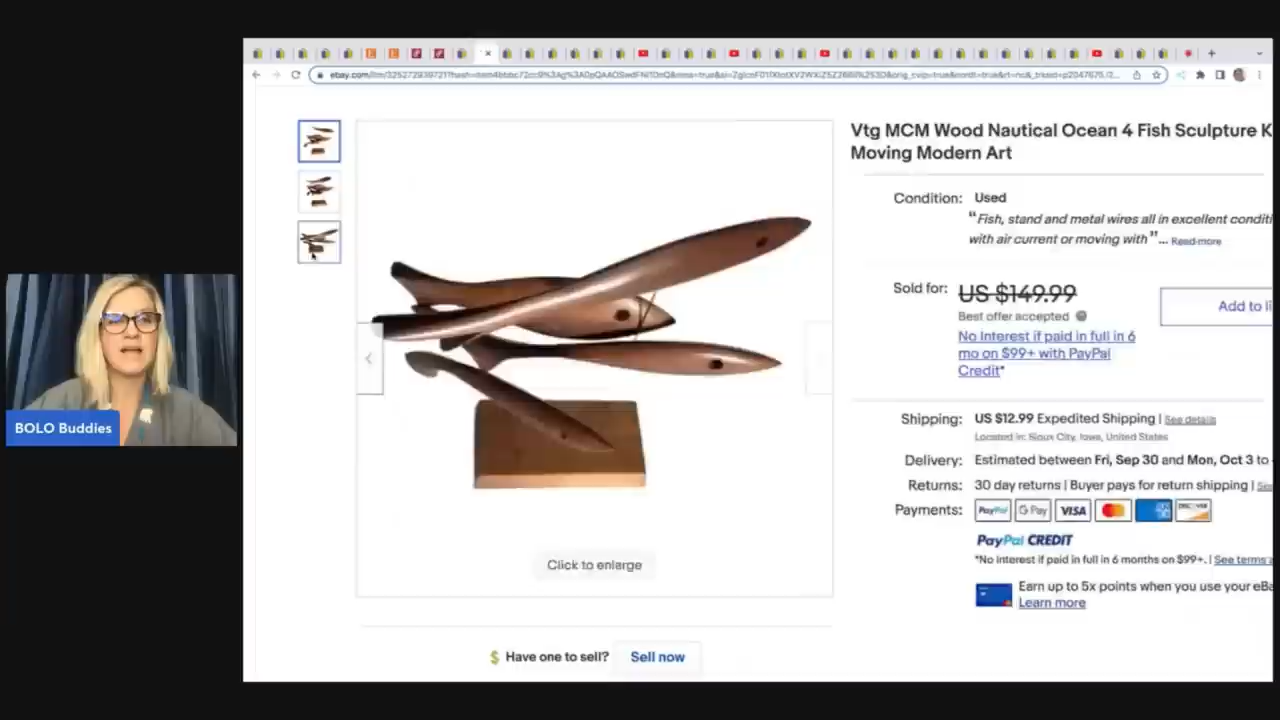 Vtg MCM Wood Nautical Ocean 4 Fish Sculpture K
Moving Modern Art
Condition: Used
“Fish, stand and metal wires all in excellent conditi
with air current or moving with” ... Read more
Sold for: US $149.99
Best offer accepted
Add to li
No Interest if paid in full in 6
mo on $99+ with PayPal
Credit*
Shipping: US $12.99 Expedited Shipping | See details
Located in: Sioux City, Iowa, United States
Delivery: Estimated between Fri, Sep 30 and Mon, Oct 3 to
Returns: 30 day returns | Buyer pays for return shipping | See
Payments: PayPal G Pay VISA DISCOVER
PayPal CREDIT
*No interest if paid in full in 6 months on $99+. | See terms a
Earn up to 5x points when you use your eBa
Learn more
Click to enlarge
$ Have one to sell? Sell now
BOLO Buddies